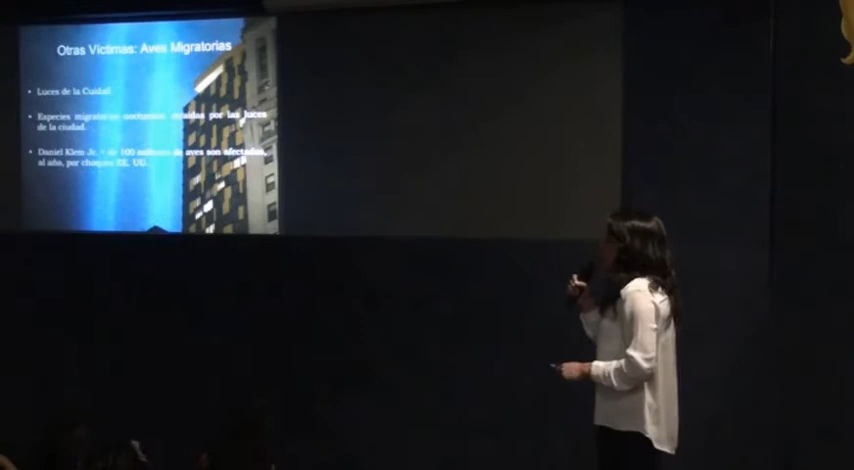 Otras Víctimas: Aves Migratorias
• Luces de la Cuidad
• Especies migratorias nocturnas atraídas por las luces
de la ciudad.
• Daniel Klem Jr. + de 100 millones de aves son afectadas,
al año, por choques EE. UU.